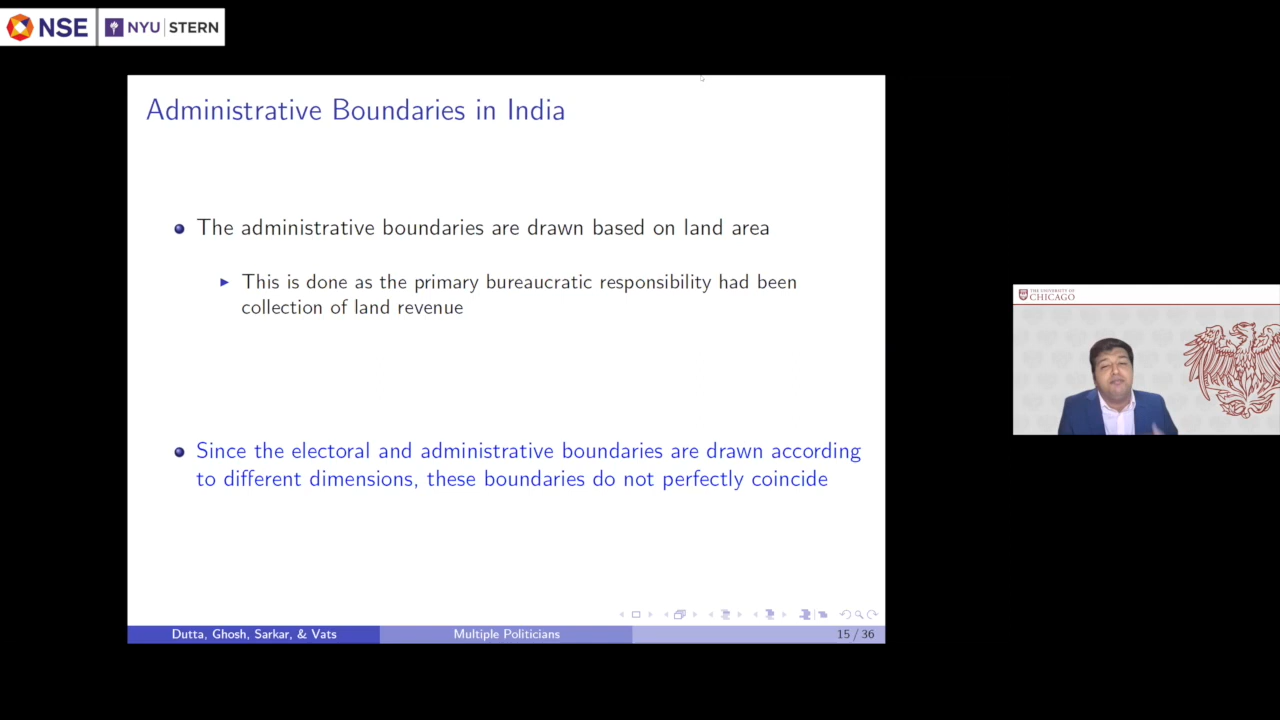 NSE
NYU | STERN
Administrative Boundaries in India
The administrative boundaries are drawn based on land area
This is done as the primary bureaucratic responsibility had been
collection of land revenue
THE UNIVERSITY OF
CHICAGO
Since the electoral and administrative boundaries are drawn according
to different dimensions, these boundaries do not perfectly coincide
Dutta, Ghosh, Sarkar, & Vats
Multiple Politicians
15 / 36